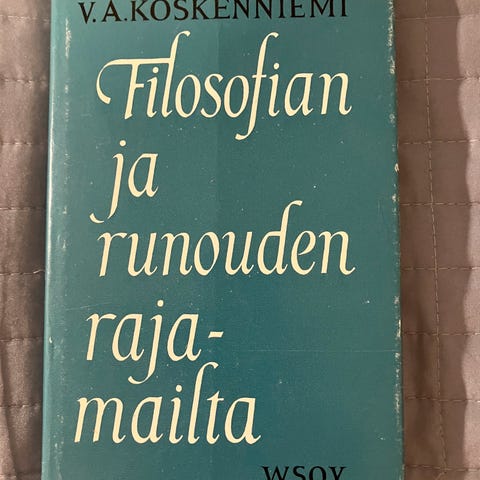 V.A.KOSKENNIEMI
Filosofian
ja
runouden
raja-
mailta
WSOY